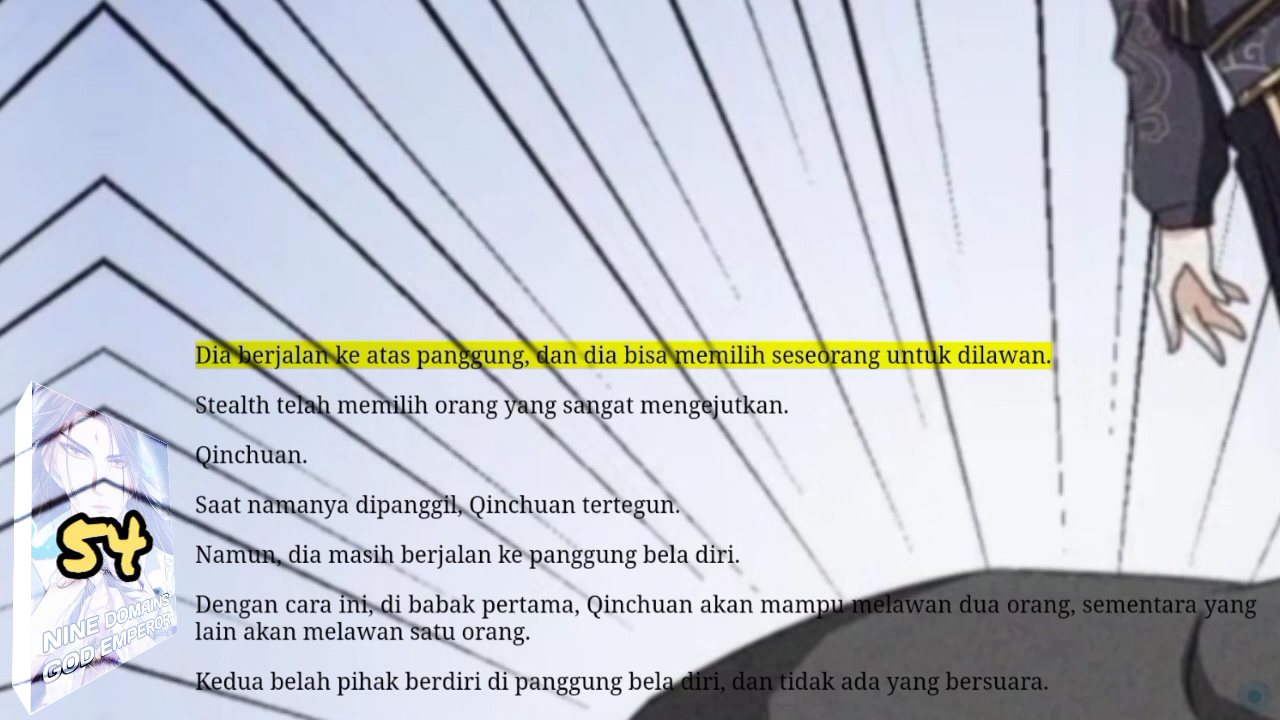 Dia berjalan ke atas panggung, dan dia bisa memilih seseorang untuk dilawan.
Stealth telah memilih orang yang sangat mengejutkan.
Qinchuan.
Saat namanya dipanggil, Qinchuan tertegun.
Namun, dia masih berjalan ke panggung bela diri.
Dengan cara ini, di babak pertama, Qinchuan akan mampu melawan dua orang, sementara yang
lain akan melawan satu orang.
Kedua belah pihak berdiri di panggung bela diri, dan tidak ada yang bersuara.
54
NINE DOMAINS
GOD EMPEROR